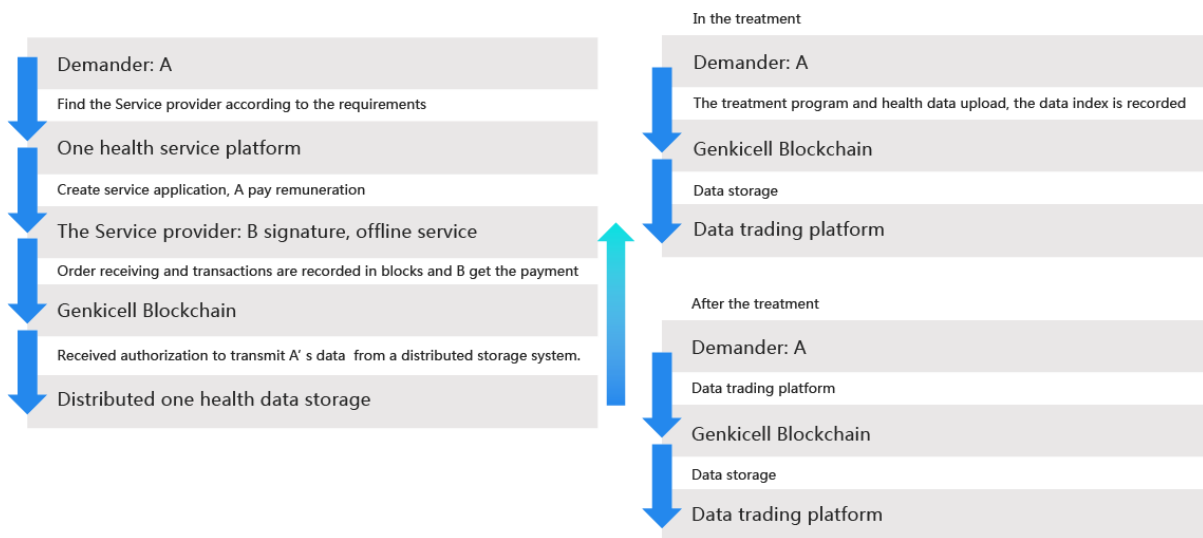 Demander: A
Find the Service provider according to the requirements
One health service platform
Create service application, A pay remuneration
The Service provider: B signature, offline service
Order receiving and transactions are recorded in blocks and B get the payment
Genkicell Blockchain
Received authorization to transmit A' s data from a distributed storage system.
Distributed one health data storage
In the treatment
Demander: A
The treatment program and health data upload, the data index is recorded
Genkicell Blockchain
Data storage
Data trading platform
After the treatment
Demander: A
Data trading platform
Genkicell Blockchain
Data storage
Data trading platform